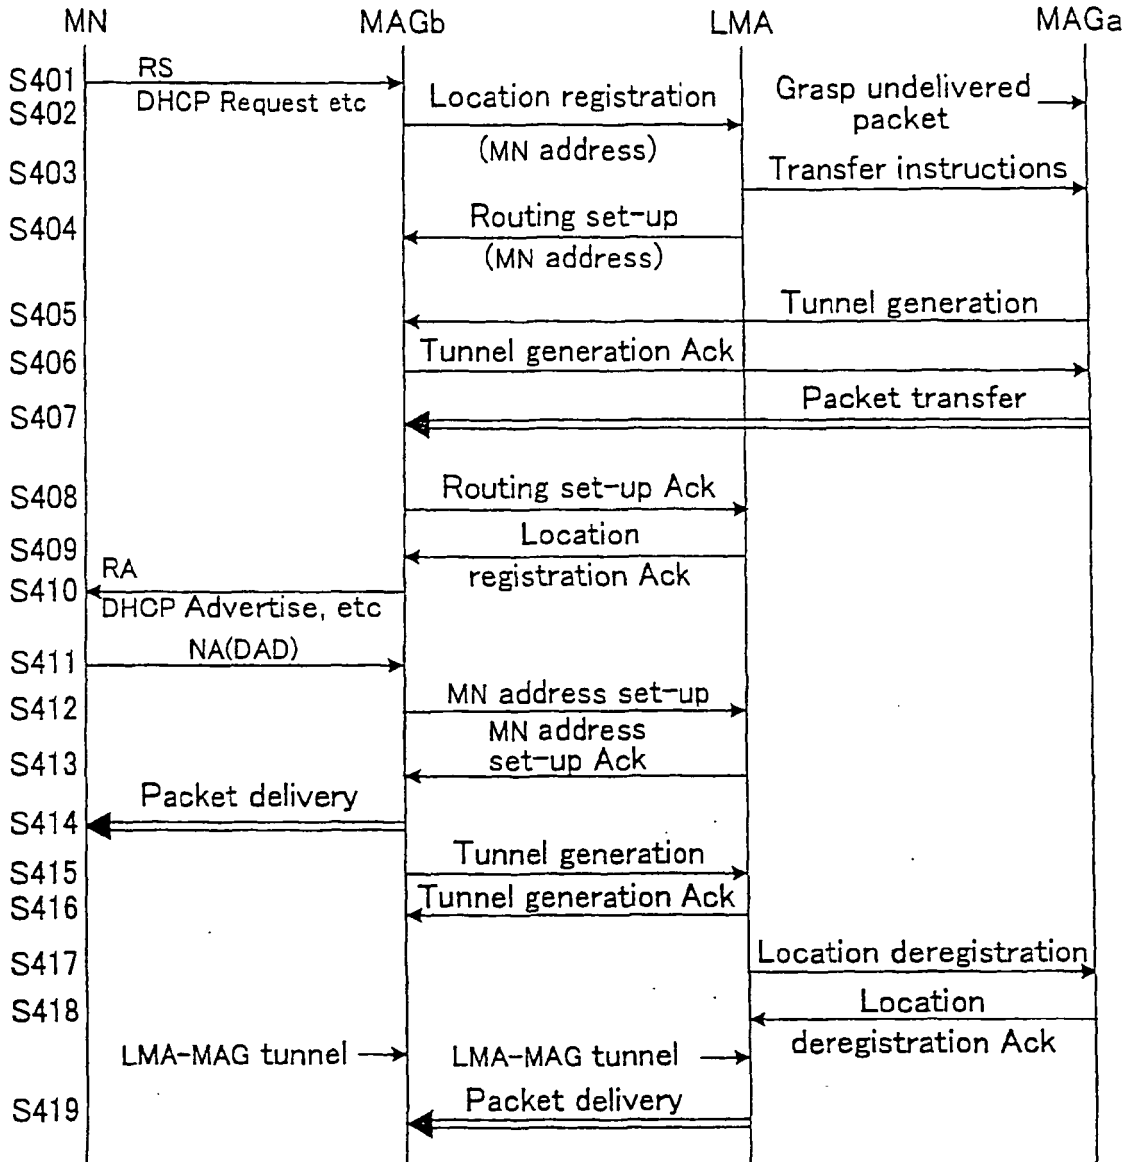 MN MAGb LMA MAGa
S401 RS
DHCP Request etc
S402 Location registration
(MN address)
Grasp undelivered
packet
S403 Transfer instructions
S404 Routing set-up
(MN address)
S405 Tunnel generation
S406 Tunnel generation Ack
S407 Packet transfer
S408 Routing set-up Ack
S409 Location
registration Ack
S410 RA
DHCP Advertise, etc
S411 NA(DAD)
S412 MN address set-up
S413 MN address
set-up Ack
S414 Packet delivery
S415 Tunnel generation
S416 Tunnel generation Ack
S417 Location deregistration
S418 Location
deregistration Ack
LMA-MAG tunnel LMA-MAG tunnel
S419 Packet delivery